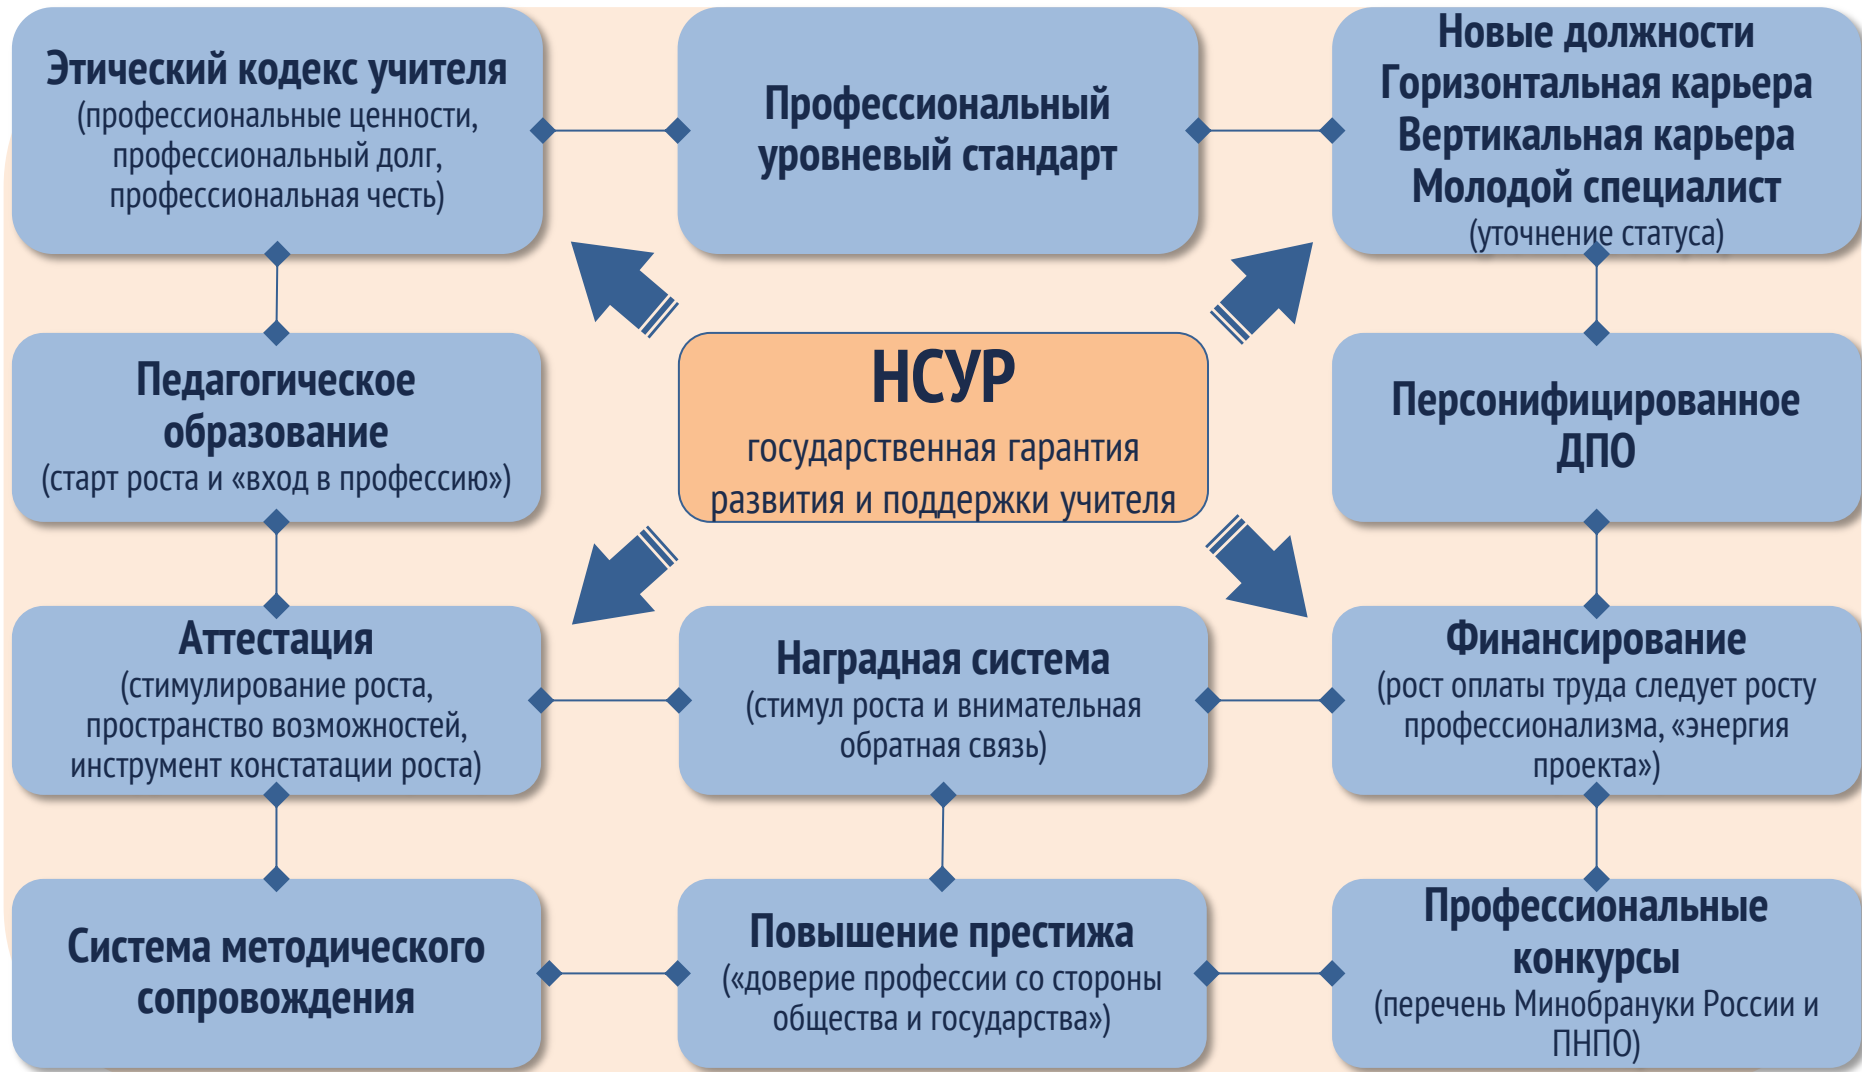 Этический кодекс учителя
(профессиональные ценности,
профессиональный долг,
профессиональная честь)
Профессиональный
уровневый стандарт
Новые должности
Горизонтальная карьера
Вертикальная карьера
Молодой специалист
(уточнение статуса)
Педагогическое
образование
(старт роста и «вход в профессию»)
НСУР
государственная гарантия
развития и поддержки учителя
Персонифицированное
ДПО
Аттестация
(стимулирование роста,
пространство возможностей,
инструмент констатации роста)
Наградная система
(стимул роста и внимательная
обратная связь)
Финансирование
(рост оплаты труда следует росту
профессионализма, «энергия
проекта»)
Система методического
сопровождения
Повышение престижа
(«доверие профессии со стороны
общества и государства»)
Профессиональные
конкурсы
(перечень Минобрануки России и
ПНПО)